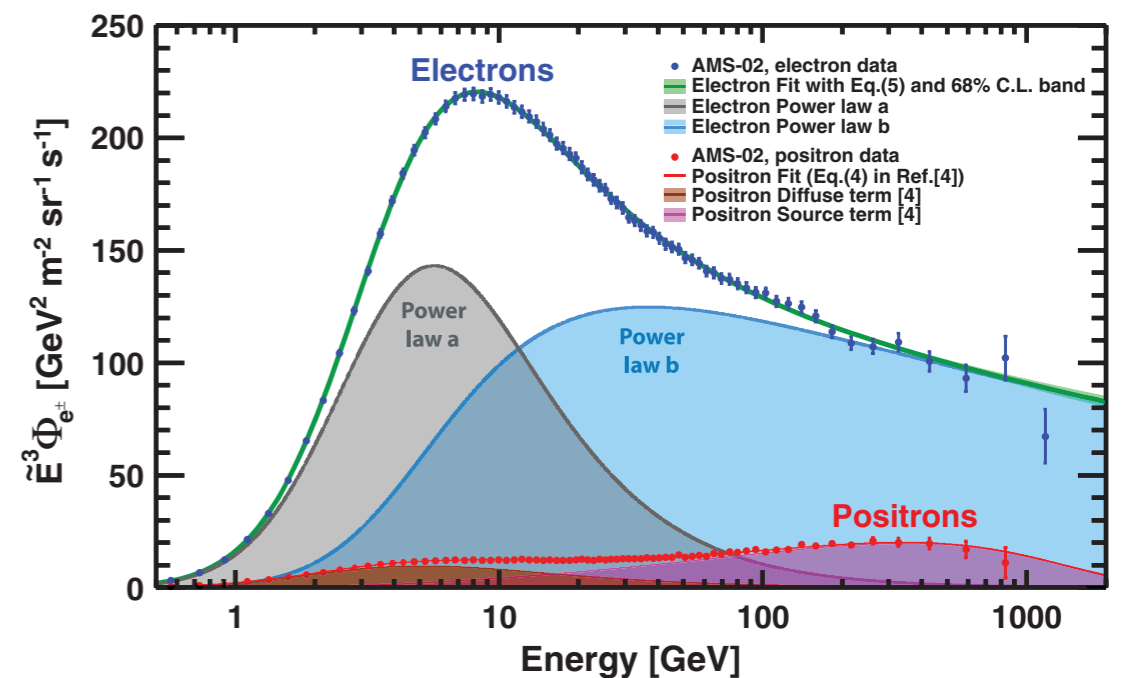 250
200
150
100
50
0
Ẽ³Φe± [GeV² m⁻² sr⁻¹ s⁻¹]
Electrons
AMS-02, electron data
Electron Fit with Eq.(5) and 68% C.L. band
Electron Power law a
Electron Power law b
AMS-02, positron data
Positron Fit (Eq.(4) in Ref.[4])
Positron Diffuse term [4]
Positron Source term [4]
Power
law a
Power
law b
Positrons
1
10
100
1000
Energy [GeV]